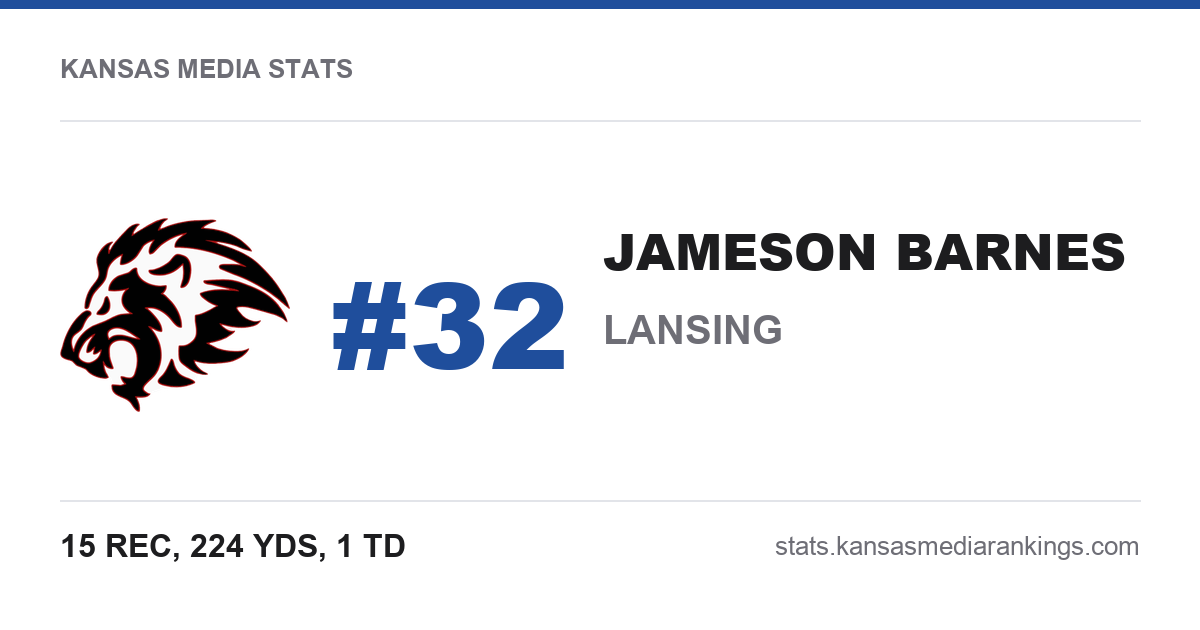 KANSAS MEDIA STATS
#32
JAMESON BARNES
LANSING
15 REC, 224 YDS, 1 TD
stats.kansasmediarankings.com